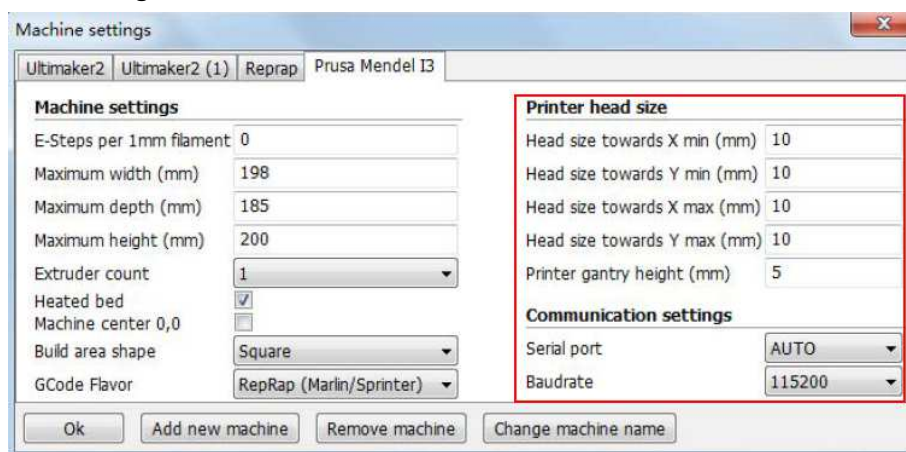 Machine settings
Ultimaker2 Ultimaker2 (1) Reprap Prusa Mendel I3
Machine settings
E-Steps per 1mm filament 0
Maximum width (mm) 198
Maximum depth (mm) 185
Maximum height (mm) 200
Extruder count 1
Heated bed
Machine center 0,0
Build area shape Square
GCode Flavor RepRap (Marlin/Sprinter)
Printer head size
Head size towards X min (mm) 10
Head size towards Y min (mm) 10
Head size towards X max (mm) 10
Head size towards Y max (mm) 10
Printer gantry height (mm) 5
Communication settings
Serial port AUTO
Baudrate 115200
Ok Add new machine Remove machine Change machine name